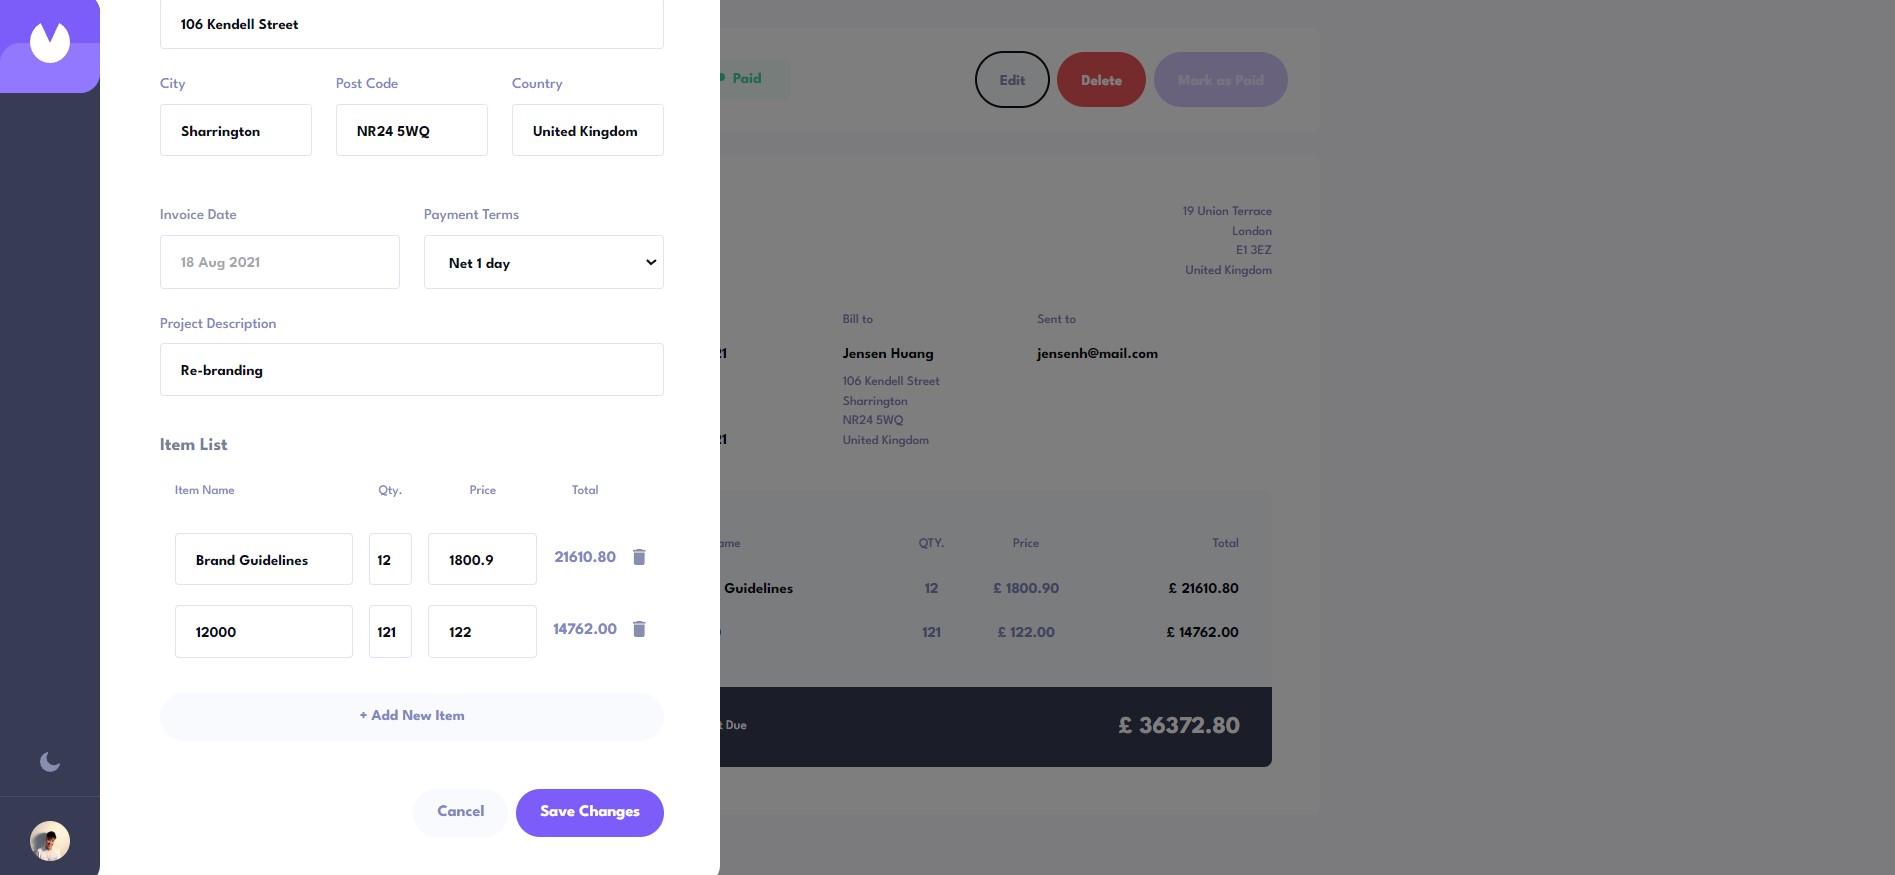 106 Kendell Street
City Post Code Country
Sharrington NR24 5WQ United Kingdom
Invoice Date Payment Terms
18 Aug 2021 Net 1 day
Project Description
Re-branding
Item List
Item Name Qty. Price Total
Brand Guidelines 12 1800.9 21610.80
12000 121 122 14762.00
+ Add New Item
Cancel Save Changes
Paid Edit Delete Mark as Paid
19 Union Terrace
London
E1 3EZ
United Kingdom
Bill to Sent to
21 Jensen Huang jensenh@mail.com
106 Kendell Street
Sharrington
NR24 5WQ
21 United Kingdom
ame QTY. Price Total
Guidelines 12 £ 1800.90 £ 21610.80
121 £ 122.00 £ 14762.00
t Due £ 36372.80